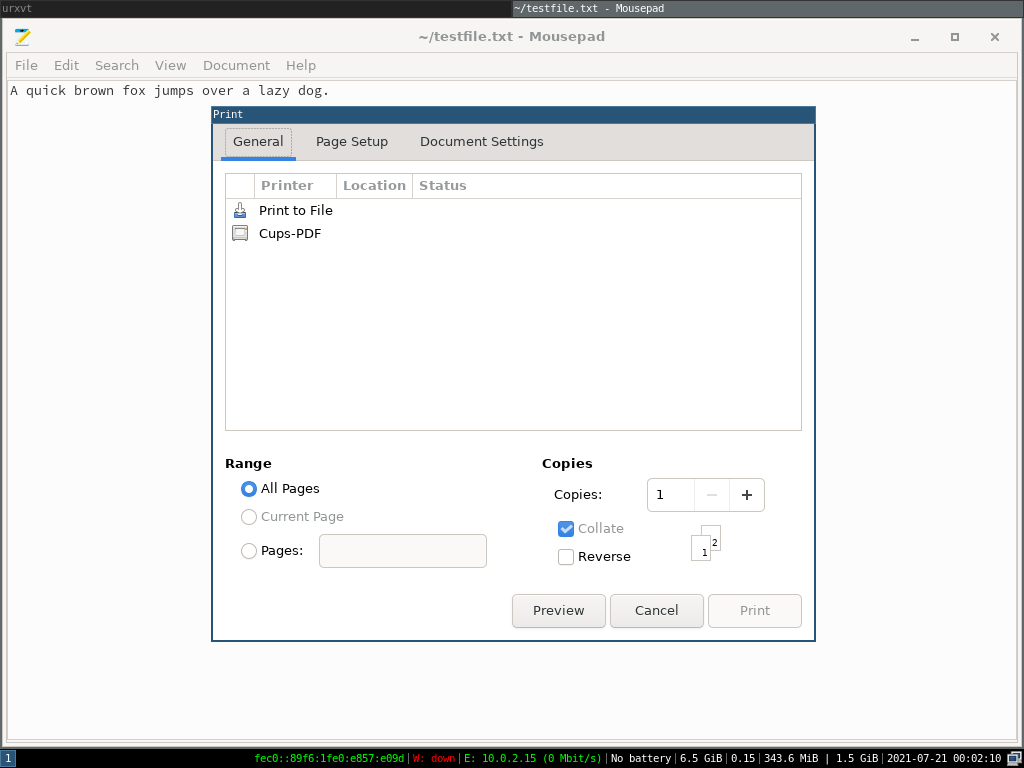 urxvt
~/testfile.txt - Mousepad
~/testfile.txt - Mousepad
File Edit Search View Document Help
A quick brown fox jumps over a lazy dog.
Print
General Page Setup Document Settings
Printer Location Status
Print to File
Cups-PDF
Range
All Pages
Current Page
Pages:
Copies
Copies: 1
Collate
Reverse
1 2
Preview Cancel Print
1 fec0::89f6:1fe0:e857:e09d|W: down|E: 10.0.2.15 (0 Mbit/s)|No battery|6.5 GiB|0.15|343.6 MiB | 1.5 GiB|2021-07-21 00:02:10